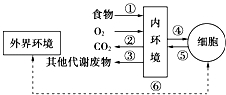 食物 ①
O₂
CO₂ ②
其他代谢废物 ③
外界环境
内环境
④
⑤
细胞
⑥